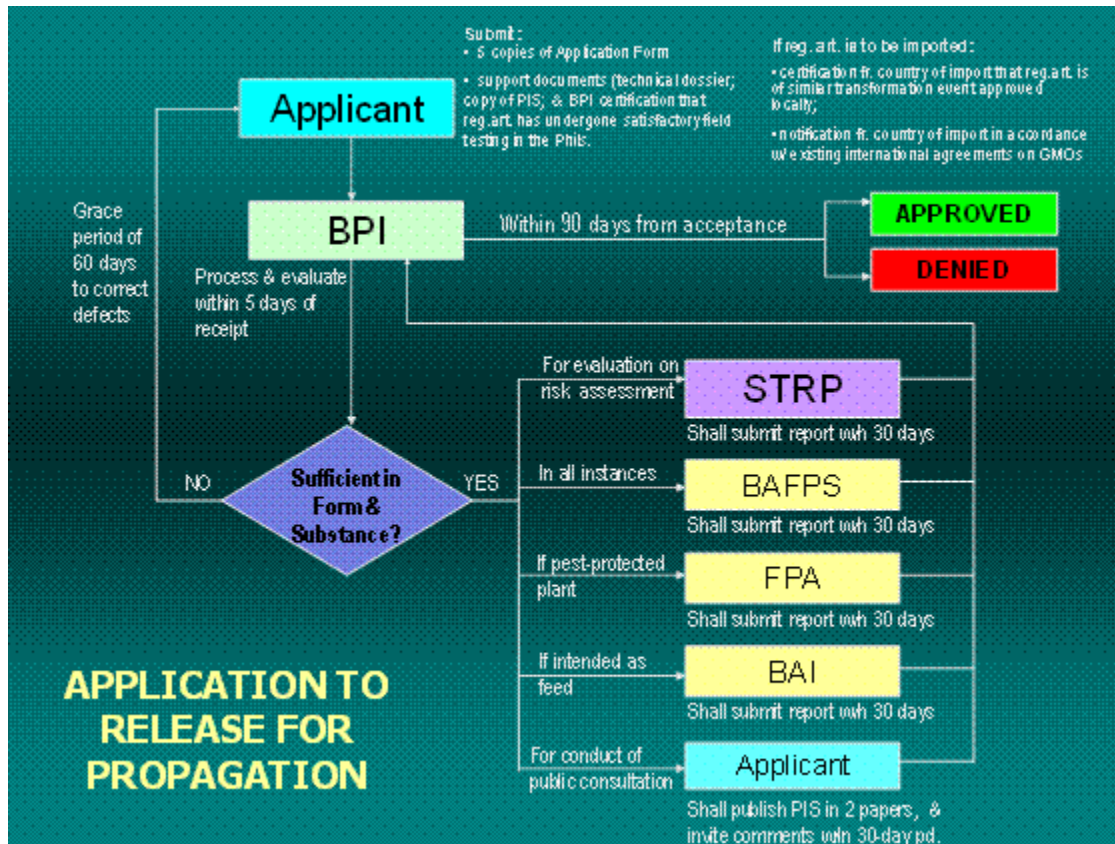 Submit:
• 5 copies of Application Form
• support documents (technical dossier;
copy of PIS; & BPI certification that
reg.art. has undergone satisfactory field
testing in the Phils.
If reg. art. is to be imported:
• certification fr. country of import that reg.art. is
of similar transformation event approved
locally;
• notification fr. country of import in accordance
w/ existing international agreements on GMOs
Applicant
Grace
period of
60 days
to correct
defects
BPI
Within 90 days from acceptance
APPROVED
DENIED
Process & evaluate
within 5 days of
receipt
Sufficient in
Form &
Substance?
NO
YES
For evaluation on
risk assessment
STRP
Shall submit report w/n 30 days
In all instances
BAFPS
Shall submit report w/n 30 days
If pest-protected
plant
FPA
Shall submit report w/n 30 days
If intended as
feed
BAI
Shall submit report w/n 30 days
For conduct of
public consultation
Applicant
Shall publish PIS in 2 papers, &
invite comments w/in 30-day pd.
APPLICATION TO
RELEASE FOR
PROPAGATION